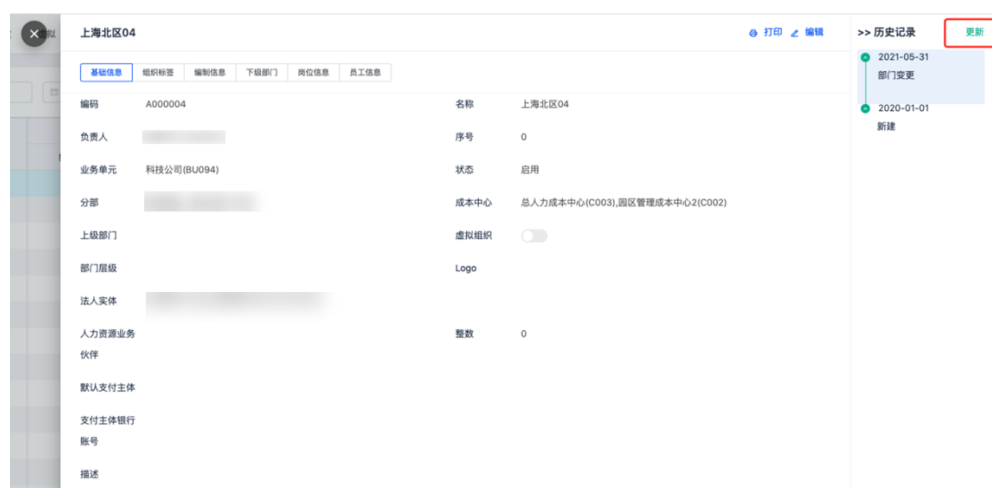 上海北区04
打印 编辑
>> 历史记录 更新
基础信息 组织标签 编制信息 下级部门 岗位信息 员工信息
2021-05-31
部门变更
2020-01-01
新建
编码 A000004 名称 上海北区04
负责人 序号 0
业务单元 科技公司(BU094) 状态 启用
分部 成本中心 总人力成本中心(C003),园区管理成本中心2(C002)
上级部门 虚拟组织
部门层级 Logo
法人实体
人力资源业务
伙伴
整数 0
默认支付主体
支付主体银行
账号
描述